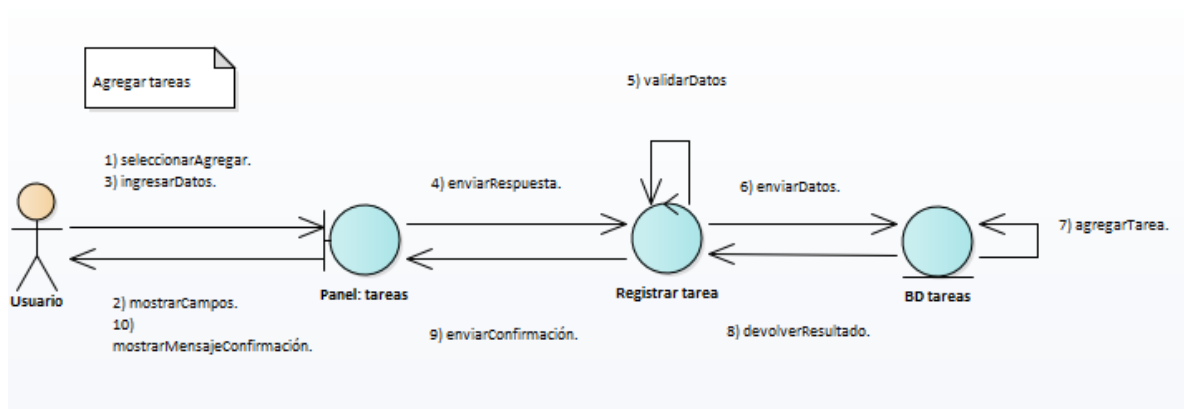 Agregar tareas
5) validarDatos
1) seleccionarAgregar.
3) ingresarDatos.
4) enviarRespuesta.
6) enviarDatos.
7) agregarTarea.
Usuario
Panel: tareas
Registrar tarea
BD tareas
2) mostrarCampos.
10)
mostrarMensajeConfirmación.
9) enviarConfirmación.
8) devolverResultado.